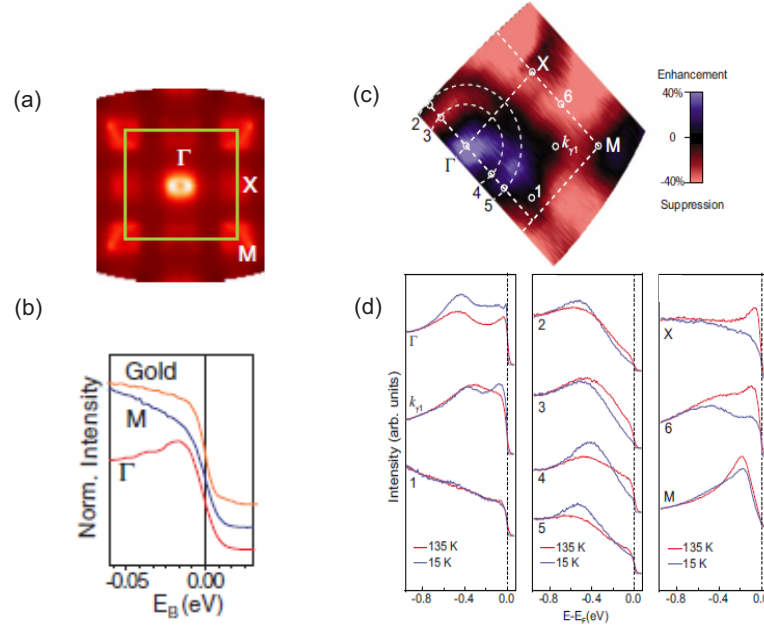 (a)
Γ
X
M
(b)
Gold
M
Γ
Norm. Intensity
-0.05
0.00
E_B(eV)
(c)
X
6
2
3
k_γ1
M
Γ
4
5
1
Enhancement
40%
0
-40%
Suppression
(d)
Intensity (arb. units)
Γ
k_γ1
1
135 K
15 K
-0.8
-0.4
0.0
2
3
4
5
135 K
15 K
-0.8
-0.4
0.0
E-E_F(eV)
X
6
M
135 K
15 K
-0.8
-0.4
0.0